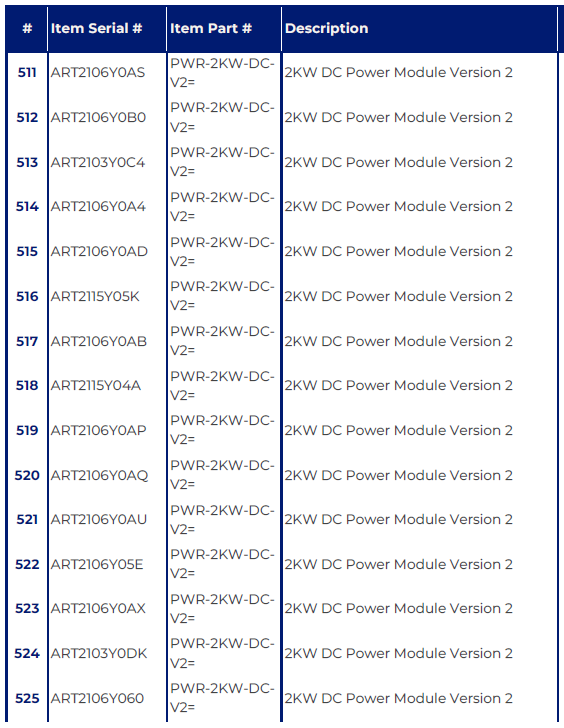 # Item Serial # Item Part # Description
511 ART2106Y0AS PWR-2KW-DC-V2= 2KW DC Power Module Version 2
512 ART2106Y0B0 PWR-2KW-DC-V2= 2KW DC Power Module Version 2
513 ART2103Y0C4 PWR-2KW-DC-V2= 2KW DC Power Module Version 2
514 ART2106Y0A4 PWR-2KW-DC-V2= 2KW DC Power Module Version 2
515 ART2106Y0AD PWR-2KW-DC-V2= 2KW DC Power Module Version 2
516 ART2115Y05K PWR-2KW-DC-V2= 2KW DC Power Module Version 2
517 ART2106Y0AB PWR-2KW-DC-V2= 2KW DC Power Module Version 2
518 ART2115Y04A PWR-2KW-DC-V2= 2KW DC Power Module Version 2
519 ART2106Y0AP PWR-2KW-DC-V2= 2KW DC Power Module Version 2
520 ART2106Y0AQ PWR-2KW-DC-V2= 2KW DC Power Module Version 2
521 ART2106Y0AU PWR-2KW-DC-V2= 2KW DC Power Module Version 2
522 ART2106Y05E PWR-2KW-DC-V2= 2KW DC Power Module Version 2
523 ART2106Y0AX PWR-2KW-DC-V2= 2KW DC Power Module Version 2
524 ART2103Y0DK PWR-2KW-DC-V2= 2KW DC Power Module Version 2
525 ART2106Y060 PWR-2KW-DC-V2= 2KW DC Power Module Version 2